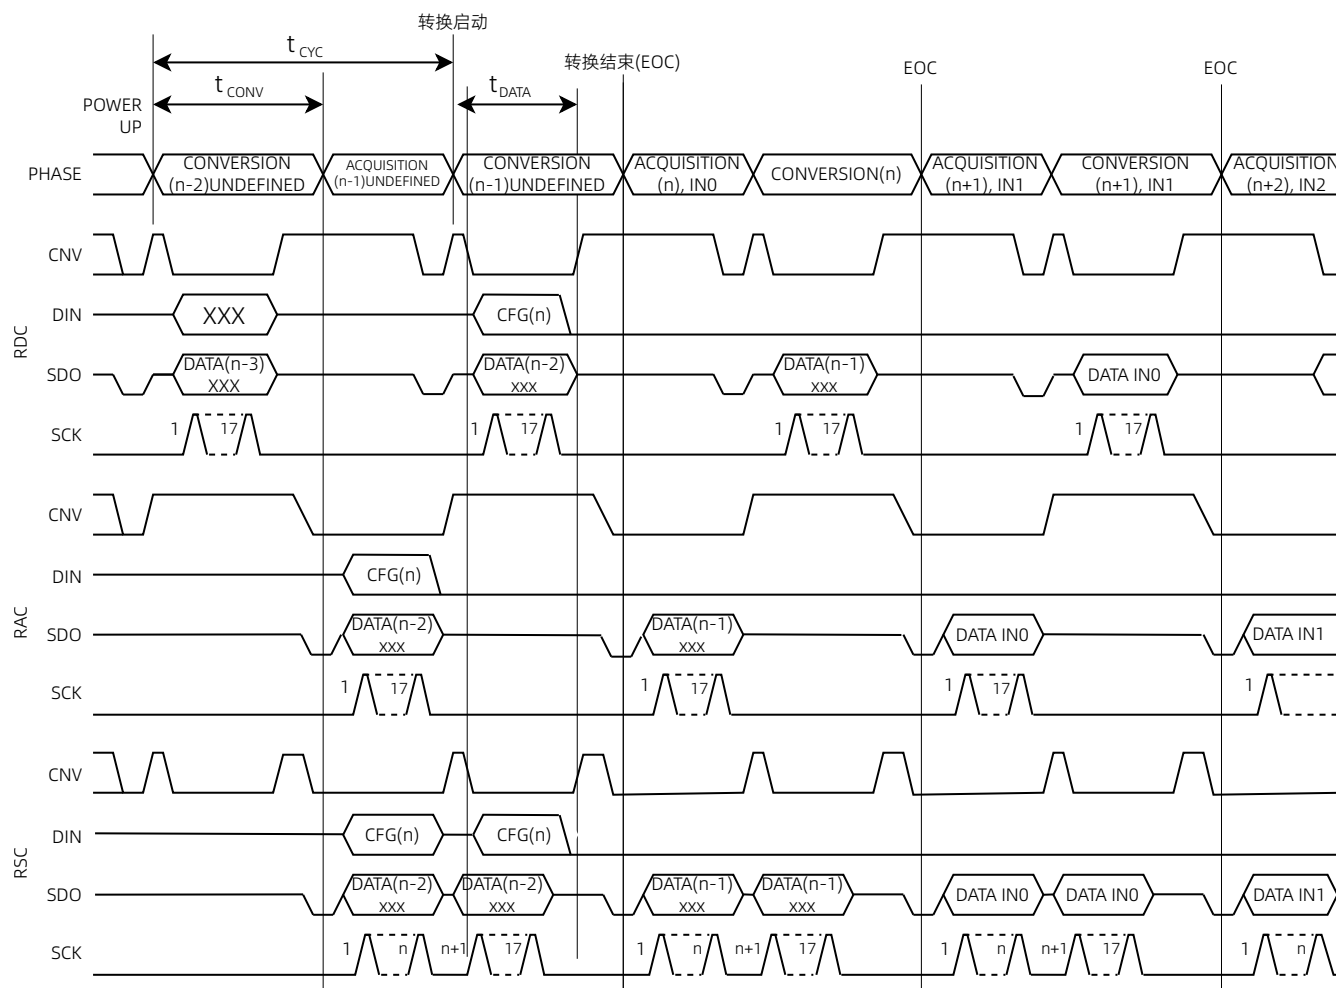 转换启动
t CYC
转换结束(EOC)
EOC
EOC
t CONV
t DATA
POWER
UP
PHASE
CONVERSION
(n-2)UNDEFINED
ACQUISITION
(n-1)UNDEFINED
CONVERSION
(n-1)UNDEFINED
ACQUISITION
(n), IN0
CONVERSION(n)
ACQUISITION
(n+1), IN1
CONVERSION
(n+1), IN1
ACQUISITION
(n+2), IN2
RDC
CNV
DIN
XXX
CFG(n)
SDO
DATA(n-3)
XXX
DATA(n-2)
XXX
DATA(n-1)
XXX
DATA IN0
SCK
1 17
1 17
1 17
1 17
RAC
CNV
DIN
CFG(n)
SDO
DATA(n-2)
XXX
DATA(n-1)
XXX
DATA IN0
DATA IN1
SCK
1 17
1 17
1 17
1
RSC
CNV
DIN
CFG(n)
CFG(n)
SDO
DATA(n-2)
XXX
DATA(n-2)
XXX
DATA(n-1)
XXX
DATA(n-1)
XXX
DATA IN0
DATA IN0
DATA IN1
SCK
1 n n+1 17
1 n n+1 17
1 n n+1 17
1 n